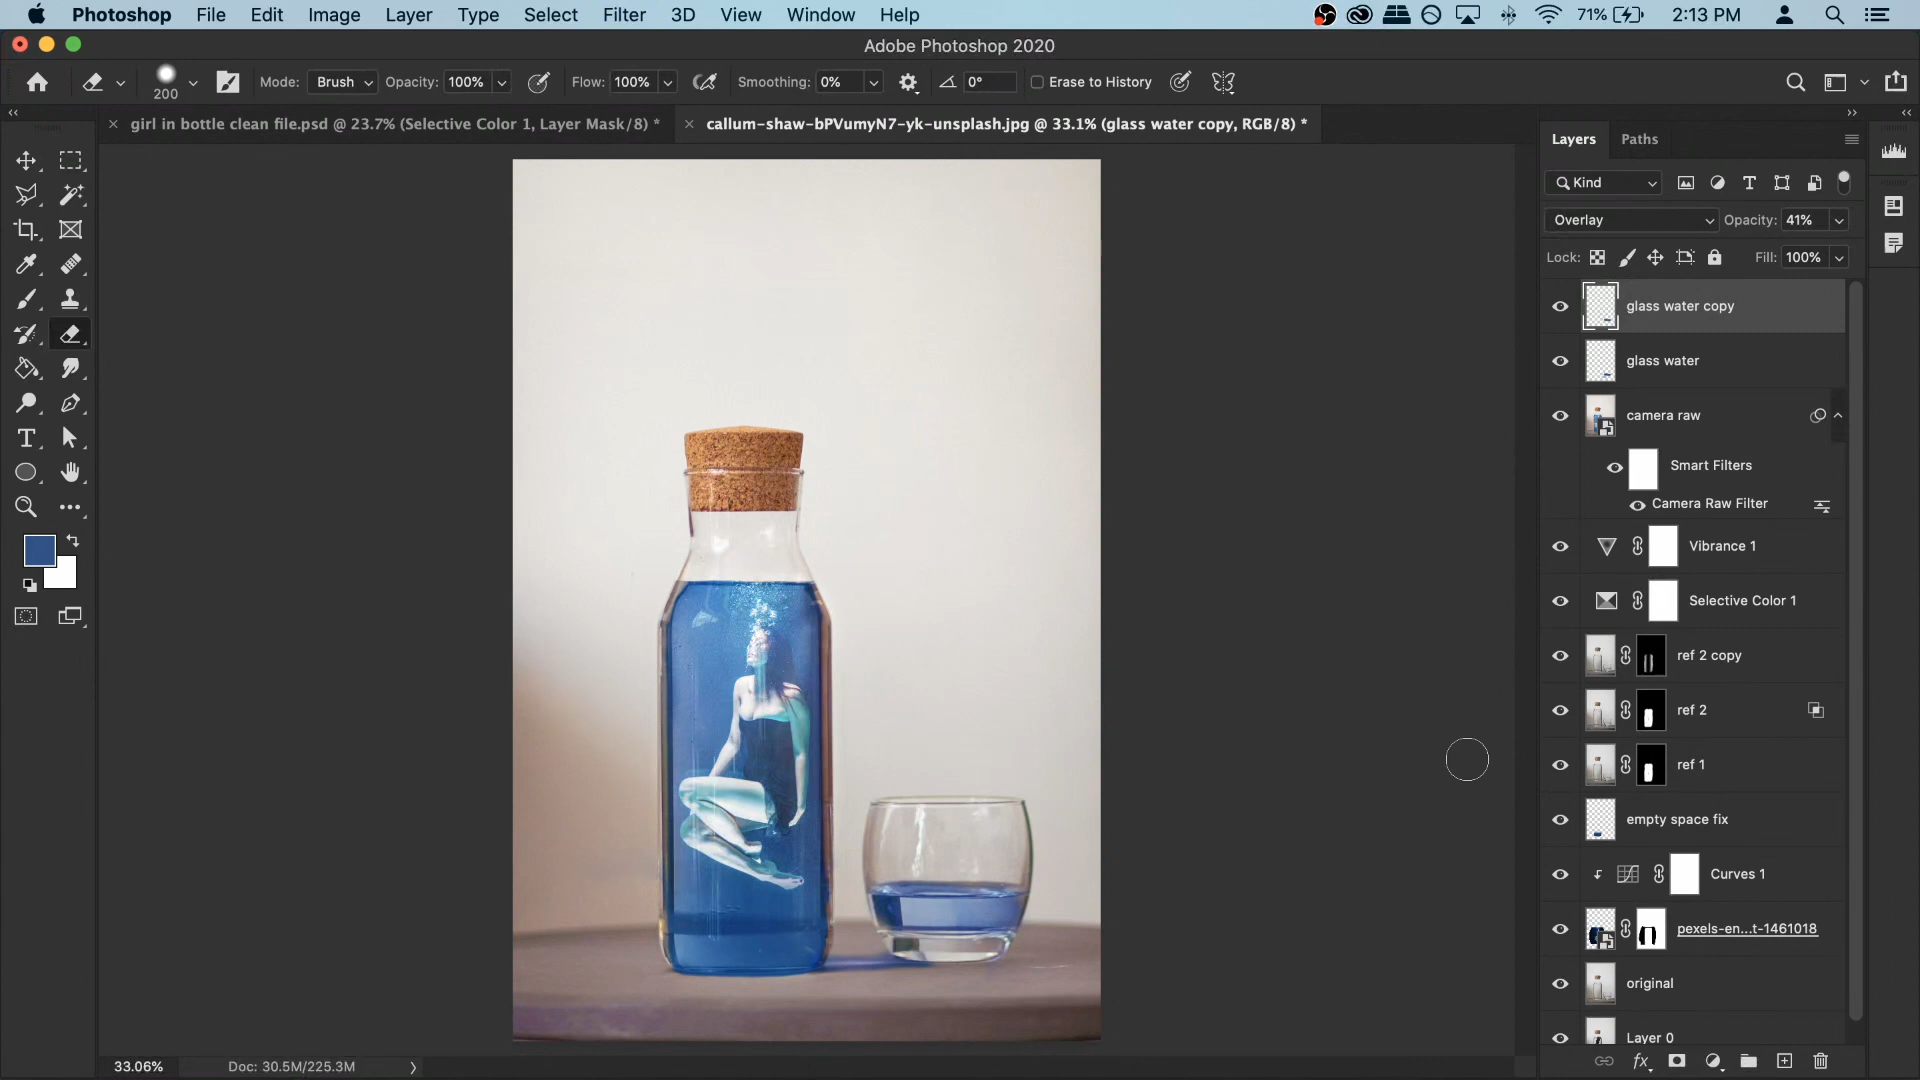 Photoshop File Edit Image Layer Type Select Filter 3D View Window Help 71% 2:13 PM
Adobe Photoshop 2020
200 Mode: Brush Opacity: 100% Flow: 100% Smoothing: 0% 0° Erase to History
girl in bottle clean file.psd @ 23.7% (Selective Color 1, Layer Mask/8) * callum-shaw-bPVumyN7-yk-unsplash.jpg @ 33.1% (glass water copy, RGB/8) *
Layers Paths
Kind
Overlay Opacity: 41%
Lock: Fill: 100%
glass water copy
glass water
camera raw
Smart Filters
Camera Raw Filter
Vibrance 1
Selective Color 1
ref 2 copy
ref 2
ref 1
empty space fix
Curves 1
pexels-en...t-1461018
original
Layer 0
33.06% Doc: 30.5M/225.3M